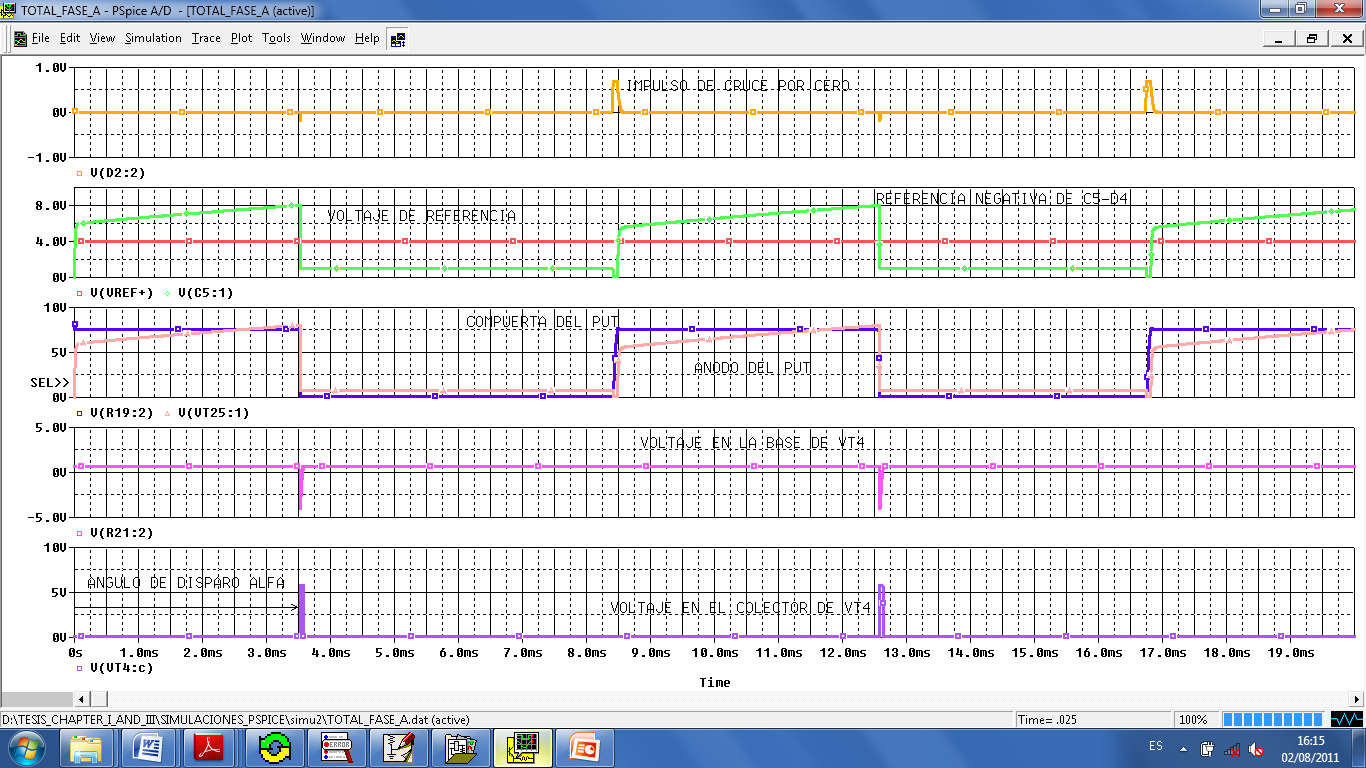 TOTAL_FASE_A - PSpice A/D - [TOTAL_FASE_A (active)]
File Edit View Simulation Trace Plot Tools Window Help
1.0V
IMPULSO DE CRUCE POR CERO
0V
-1.0V
V(D2:2)
8.0V
REFERENCIA NEGATIVA DE C5-D4
VOLTAJE DE REFERENCIA
4.0V
0V
V(VREF+) V(C5:1)
10V
COMPUERTA DEL PUT
5V
ANODO DEL PUT
SEL>>
0V
V(R19:2) V(VT25:1)
5.0V
VOLTAJE EN LA BASE DE VT4
0V
-5.0V
V(R21:2)
10V
ANGULO DE DISPARO ALFA
5V
VOLTAJE EN EL COLECTOR DE VT4
0V
0s 1.0ms 2.0ms 3.0ms 4.0ms 5.0ms 6.0ms 7.0ms 8.0ms 9.0ms 10.0ms 11.0ms 12.0ms 13.0ms 14.0ms 15.0ms 16.0ms 17.0ms 18.0ms 19.0ms
V(VT4:c)
Time
D:\TESIS_CHAPTER_I_AND_III\SIMULACIONES_PSPICE\simu2\TOTAL_FASE_A.dat (active) Time= .025 100%
ERROR
ES
16:15
02/08/2011